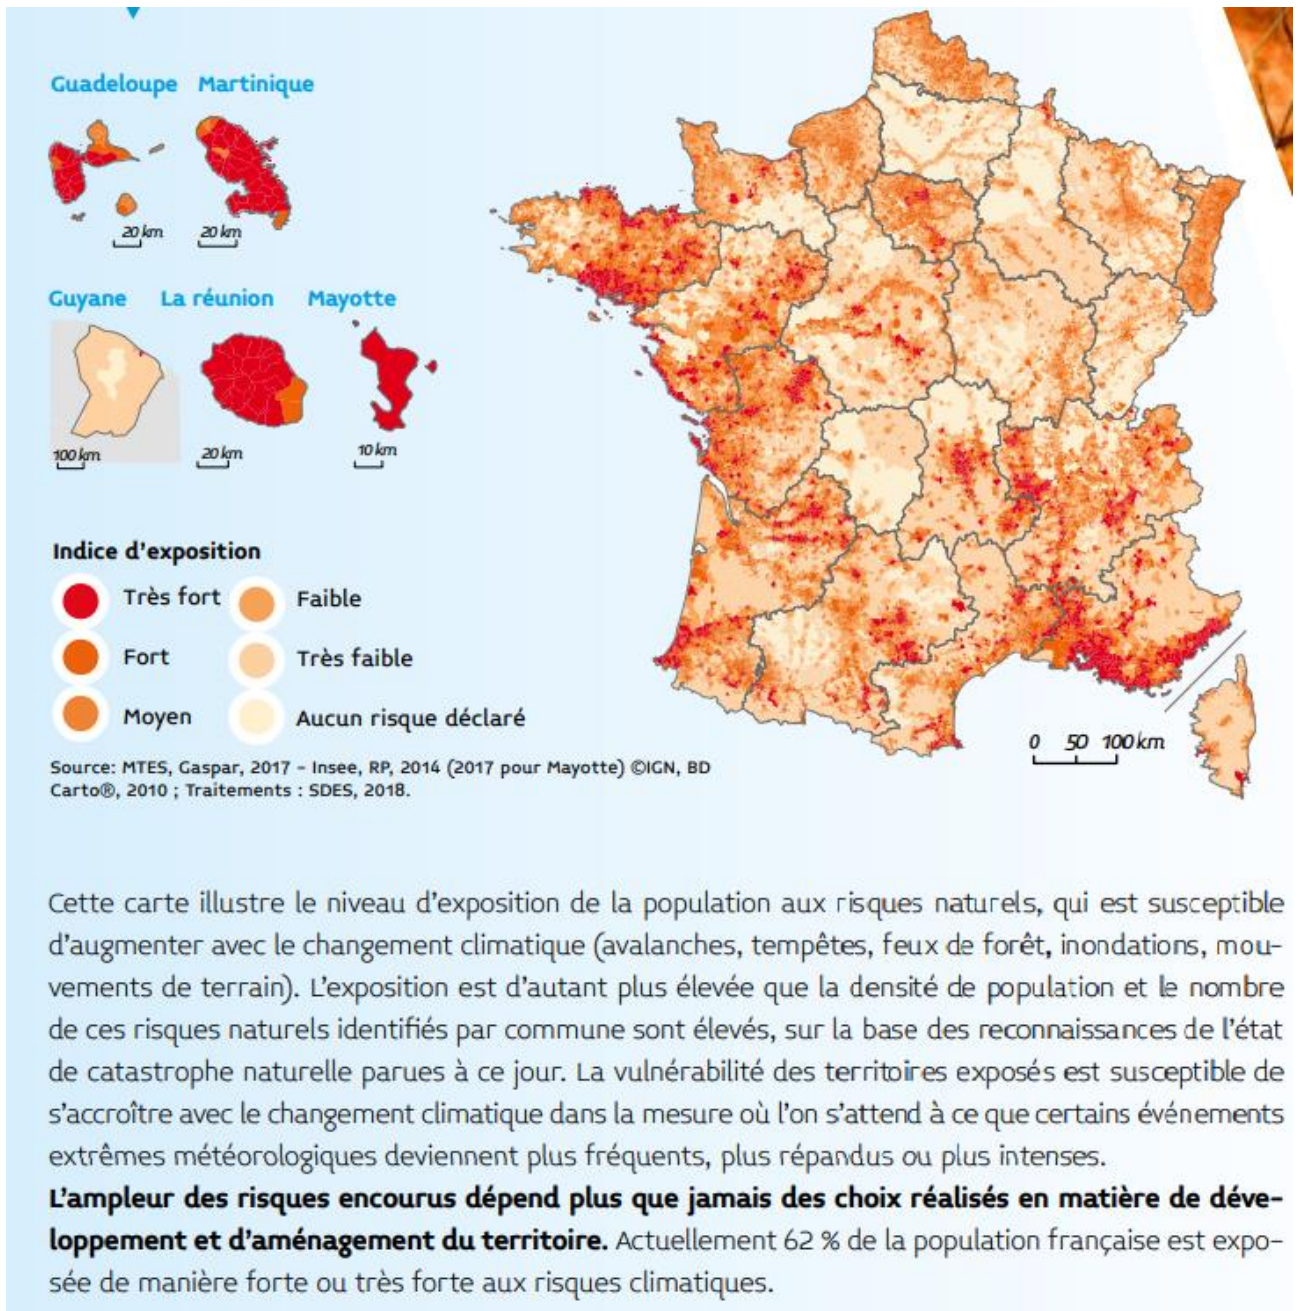 Guadeloupe Martinique
20 km 20 km
Guyane La réunion Mayotte
100 km 20 km 10 km
Indice d'exposition
Très fort Faible
Fort Très faible
Moyen Aucun risque déclaré
0 50 100 km
Source: MTES, Gaspar, 2017 – Insee, RP, 2014 (2017 pour Mayotte) ©IGN, BD
Carto®, 2010 ; Traitements : SDES, 2018.
Cette carte illustre le niveau d'exposition de la population aux risques naturels, qui est susceptible
d'augmenter avec le changement climatique (avalanches, tempêtes, feux de forêt, inondations, mou-
vements de terrain). L'exposition est d'autant plus élevée que la densité de population et le nombre
de ces risques naturels identifiés par commune sont élevés, sur la base des reconnaissances de l'état
de catastrophe naturelle parues à ce jour. La vulnérabilité des territoires exposés est susceptible de
s'accroître avec le changement climatique dans la mesure où l'on s'attend à ce que certains événements
extrêmes météorologiques deviennent plus fréquents, plus répandus ou plus intenses.
L'ampleur des risques encourus dépend plus que jamais des choix réalisés en matière de déve-
loppement et d'aménagement du territoire. Actuellement 62 % de la population française est expo-
sée de manière forte ou très forte aux risques climatiques.